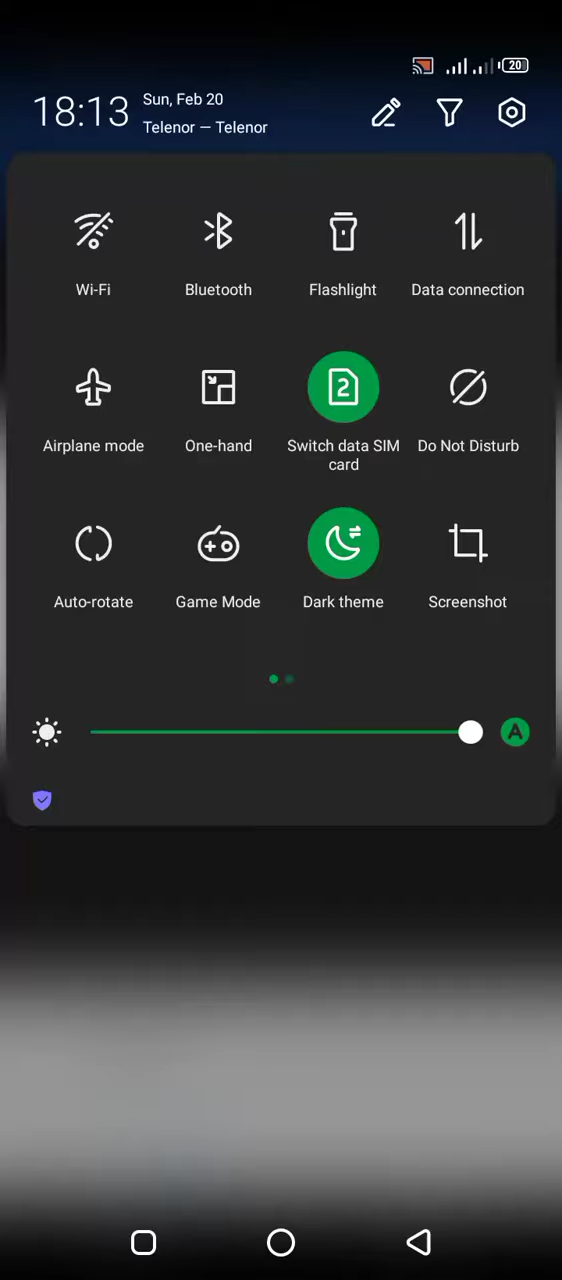 20
18:13
Sun, Feb 20
Telenor — Telenor
Wi-Fi
Bluetooth
Flashlight
Data connection
Airplane mode
One-hand
2
Switch data SIM
card
Do Not Disturb
Auto-rotate
Game Mode
Dark theme
Screenshot
A